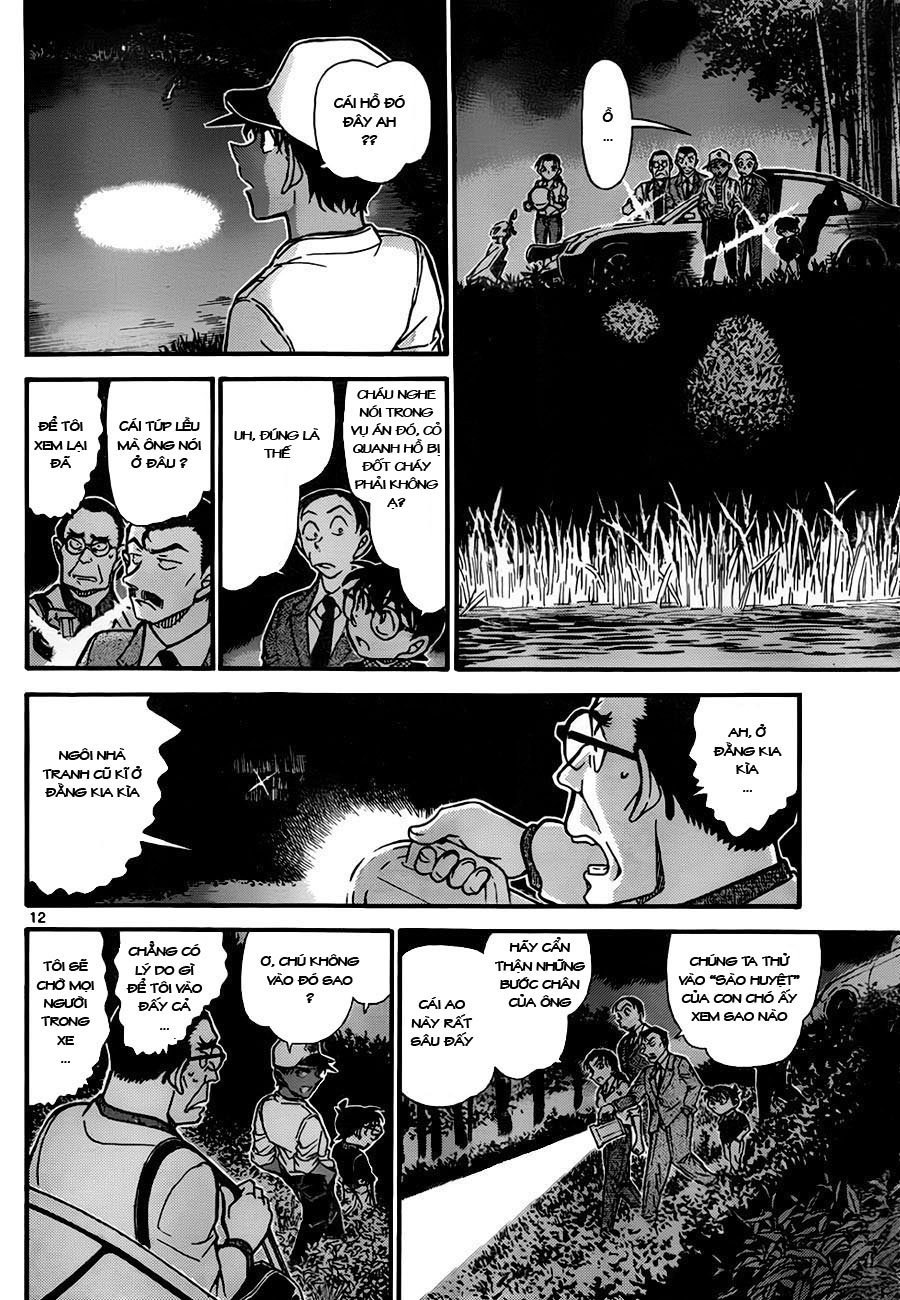 Ồ
...
CÁI HỒ ĐÓ
ĐÂY AH
??
CHÁU NGHE
NÓI TRONG
VỤ ÁN ĐÓ, CỎ
QUANH HỒ BỊ
ĐỐT CHÁY
PHẢI KHÔNG
Ạ?
UH, ĐÚNG LÀ
THẾ
CÁI TÚP LỀU
MÀ ÔNG NÓI
Ở ĐÂU ?
ĐỂ TÔI
XEM LẠI
ĐÃ
AH, Ở
ĐẰNG KIA
KÌA
...
NGÔI NHÀ
TRANH CŨ KĨ Ở
ĐẰNG KIA KÌA
12
CHÚNG TA THỬ
VÀO “SÀO HUYỆT”
CỦA CON CHÓ ẤY
XEM SAO NÀO
HÃY CẨN
THẬN NHỮNG
BƯỚC CHÂN
CỦA ÔNG
CÁI AO
NÀY RẤT
SÂU ĐẤY
Ơ, CHÚ KHÔNG
VÀO ĐÓ SAO
?
CHẲNG CÓ
LÝ DO GÌ
ĐỂ TÔI VÀO
ĐẤY CẢ
...
TÔI SẼ
CHỜ MỌI
NGƯỜI
TRONG
XE
...